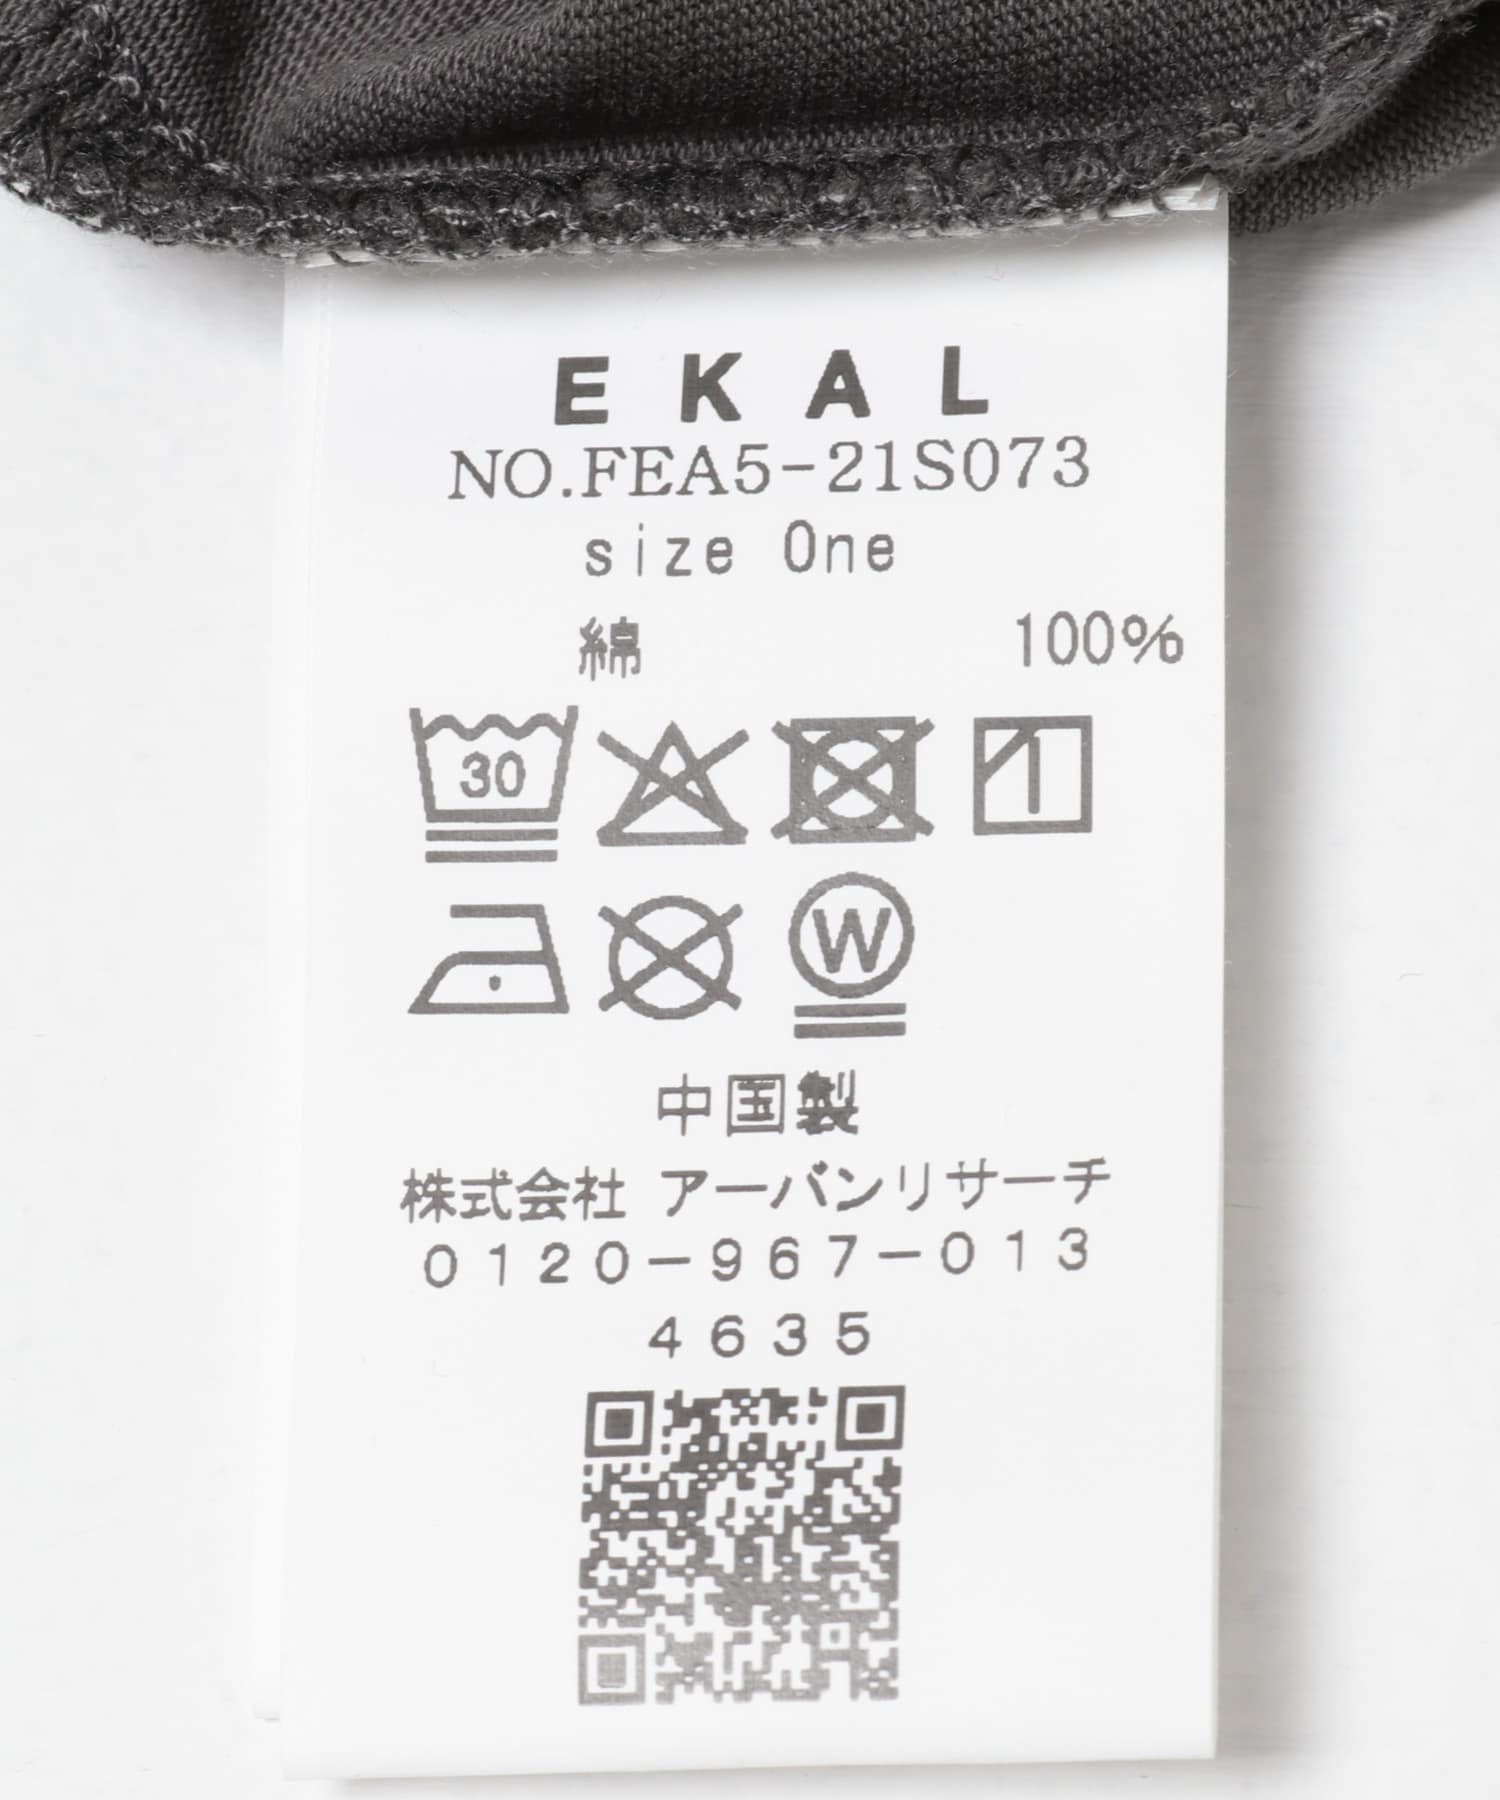 EKAL
NO.FEA5-21S073
size One
綿 100%
30
W
中国製
株式会社 アーバンリサーチ
0120-967-013
4635